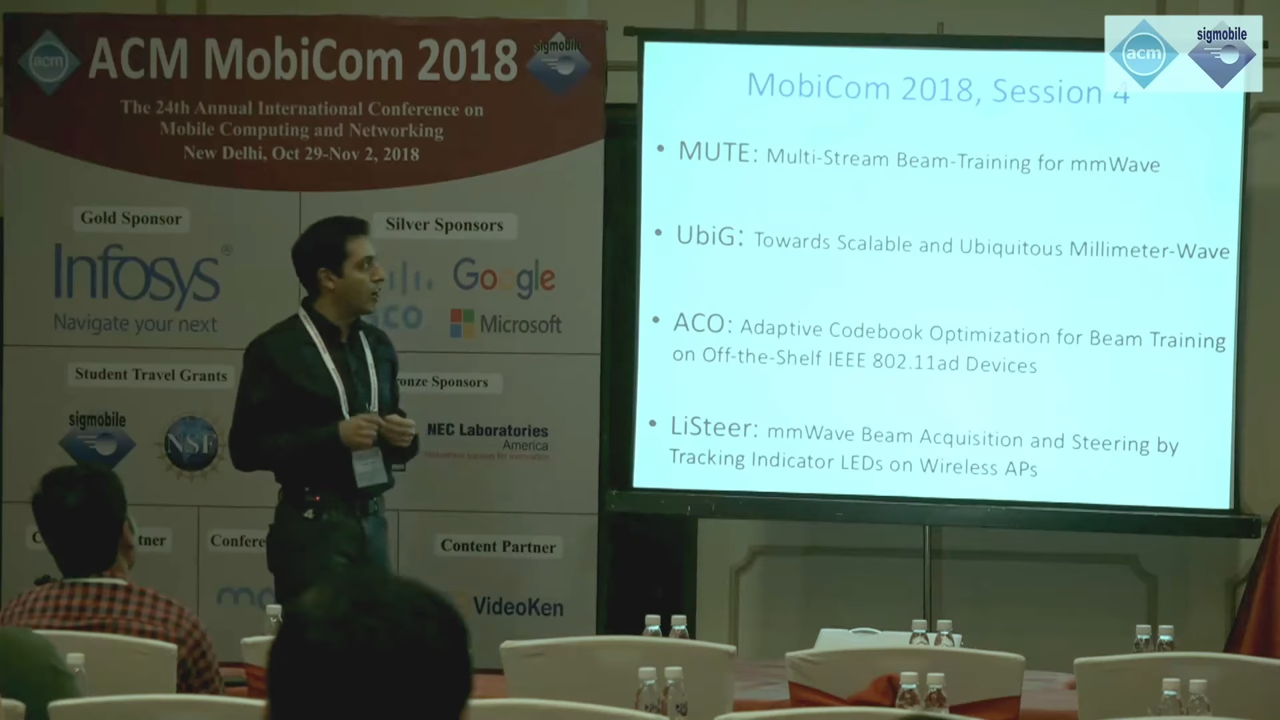 acm
ACM MobiCom 2018
sigmobile
The 24th Annual International Conference on
Mobile Computing and Networking
New Delhi, Oct 29-Nov 2, 2018
Gold Sponsor
Silver Sponsors
Infosys®
Navigate your next
Google
Microsoft
Student Travel Grants
sigmobile
NSF
NEC Laboratories
America
Content Partner
VideoKen
acm
sigmobile
MobiCom 2018, Session 4
• MUTE: Multi-Stream Beam-Training for mmWave
• UbiG: Towards Scalable and Ubiquitous Millimeter-Wave
• ACO: Adaptive Codebook Optimization for Beam Training
on Off-the-Shelf IEEE 802.11ad Devices
• LiSteer: mmWave Beam Acquisition and Steering by
Tracking Indicator LEDs on Wireless APs